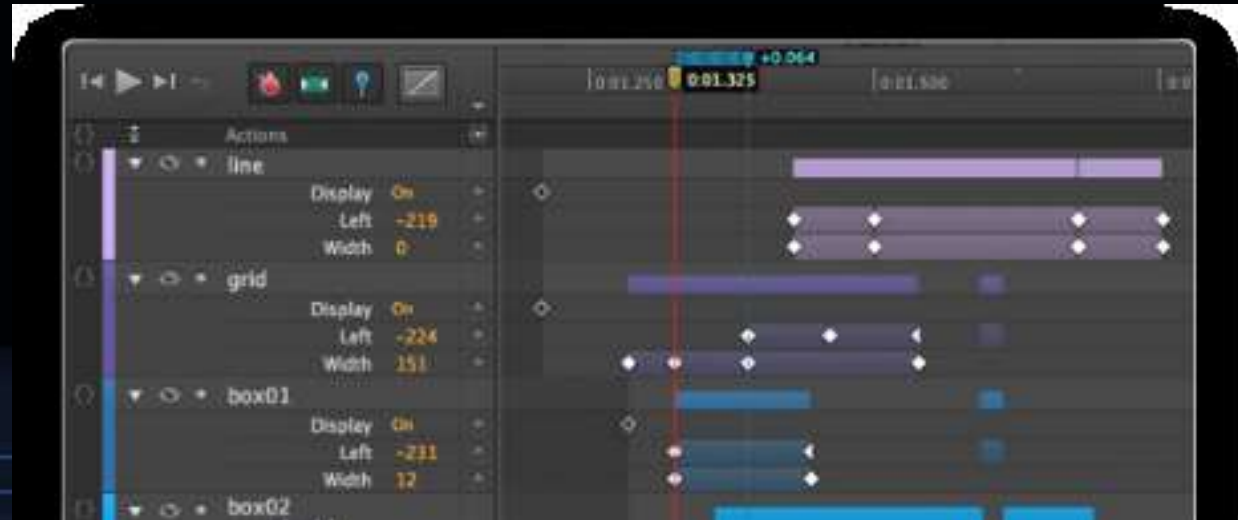 +0.064
0:01.250 0:01.325 0:01.500
Actions
line
Display On
Left -219
Width 0
grid
Display On
Left -224
Width 151
box01
Display On
Left -231
Width 12
box02